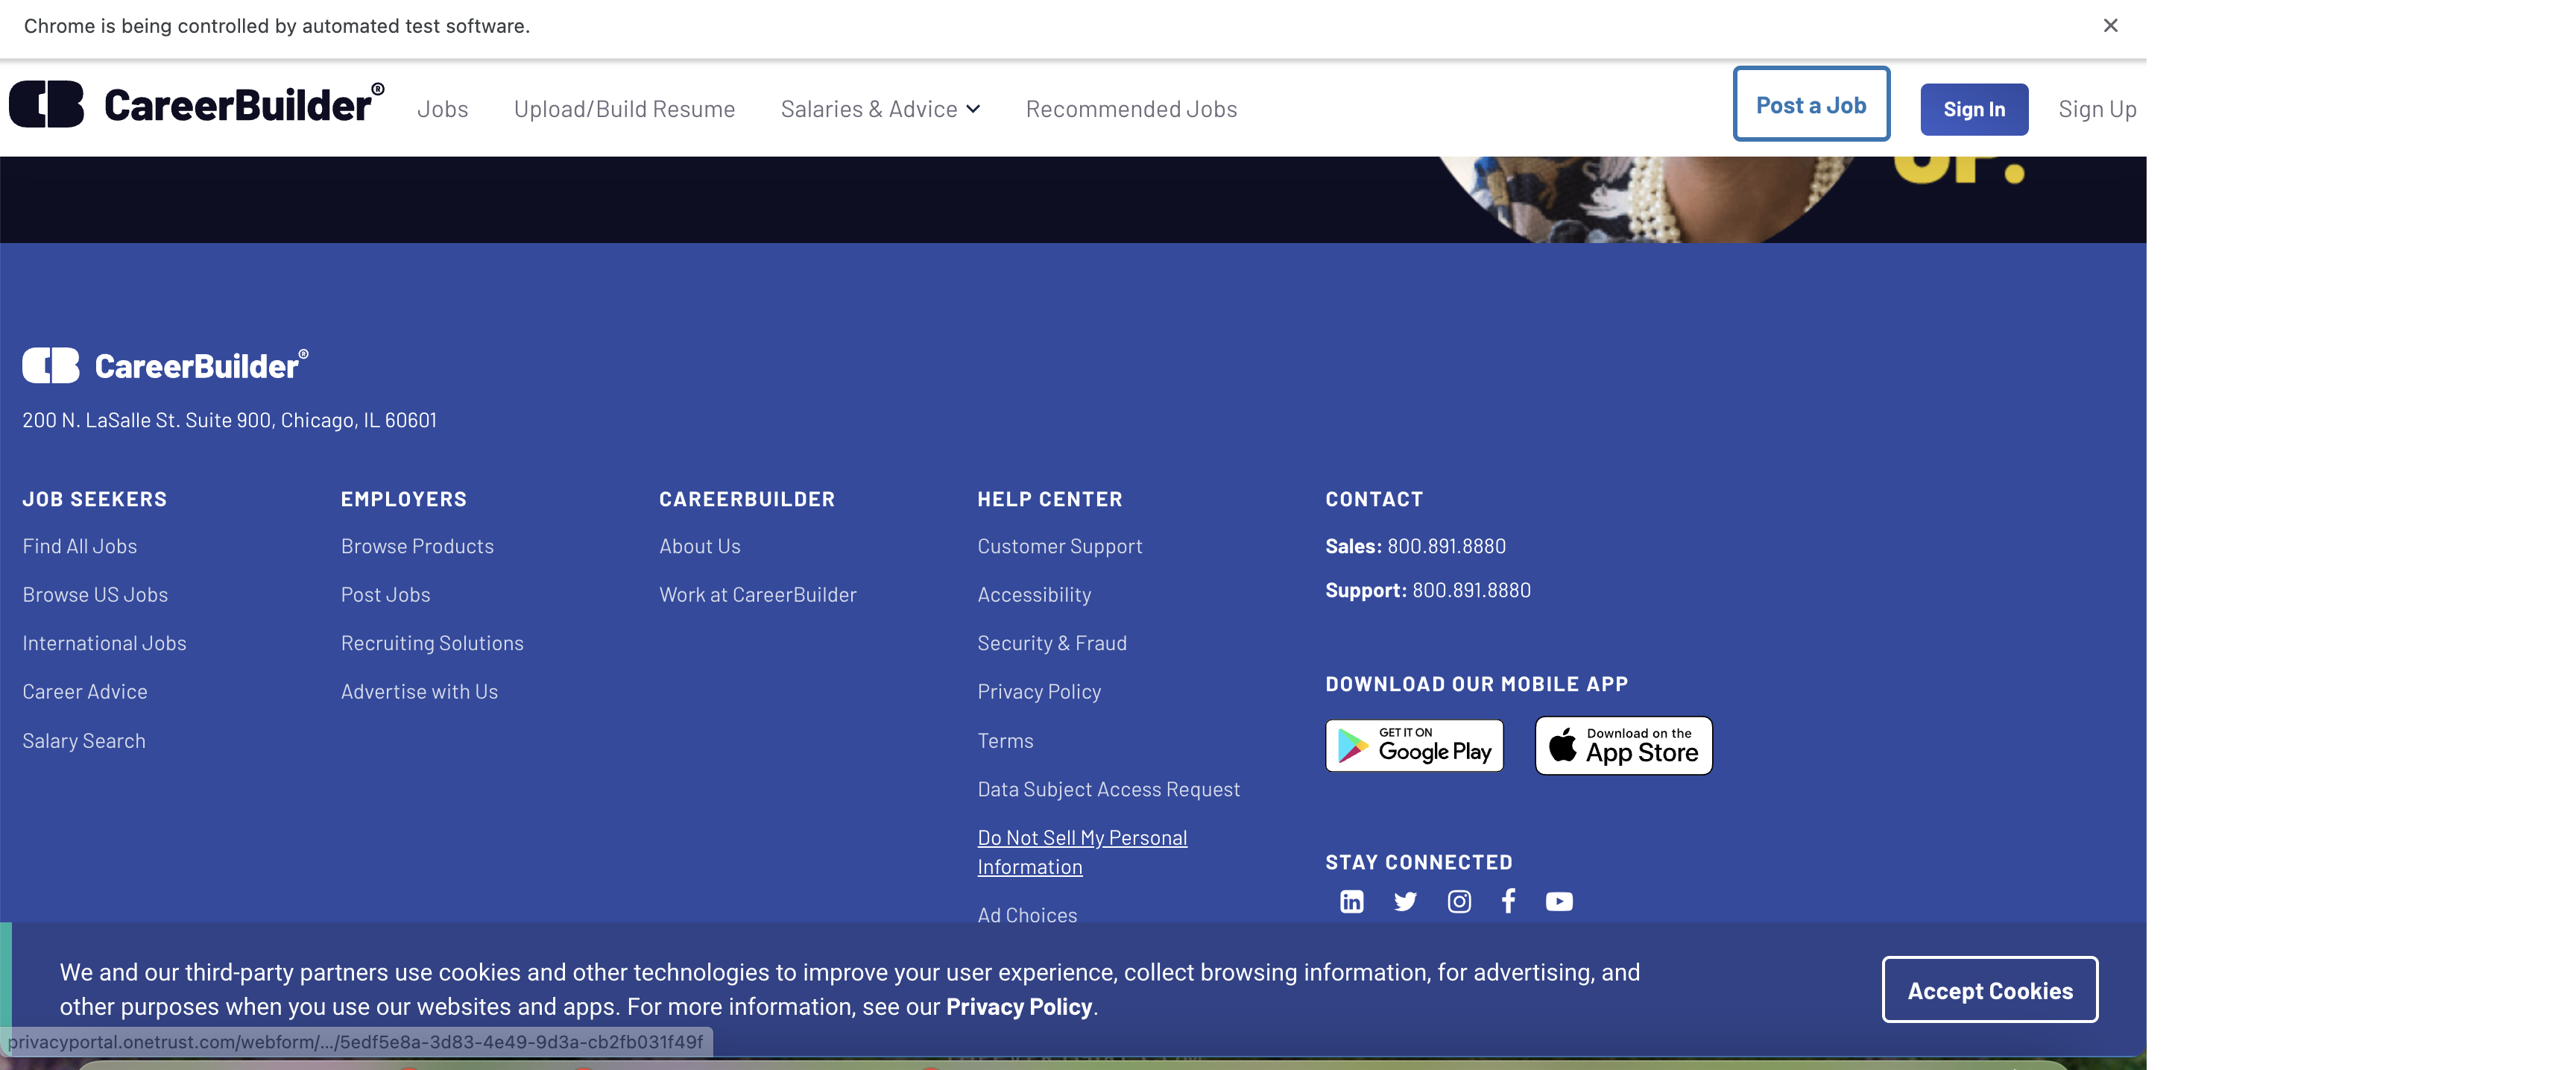 Chrome is being controlled by automated test software.
CareerBuilder®
Jobs
Upload/Build Resume
Salaries & Advice
Recommended Jobs
Post a Job
Sign In
Sign Up
UP.
CareerBuilder®
200 N. LaSalle St. Suite 900, Chicago, IL 60601
JOB SEEKERS
Find All Jobs
Browse US Jobs
International Jobs
Career Advice
Salary Search
EMPLOYERS
Browse Products
Post Jobs
Recruiting Solutions
Advertise with Us
CAREERBUILDER
About Us
Work at CareerBuilder
HELP CENTER
Customer Support
Accessibility
Security & Fraud
Privacy Policy
Terms
Data Subject Access Request
Do Not Sell My Personal
Information
Ad Choices
CONTACT
Sales: 800.891.8880
Support: 800.891.8880
DOWNLOAD OUR MOBILE APP
GET IT ON
Google Play
Download on the
App Store
STAY CONNECTED
We and our third-party partners use cookies and other technologies to improve your user experience, collect browsing information, for advertising, and
other purposes when you use our websites and apps. For more information, see our Privacy Policy.
Accept Cookies
privacyportal.onetrust.com/webform/.../5edf5e8a-3d83-4e49-9d3a-cb2fb031f49f